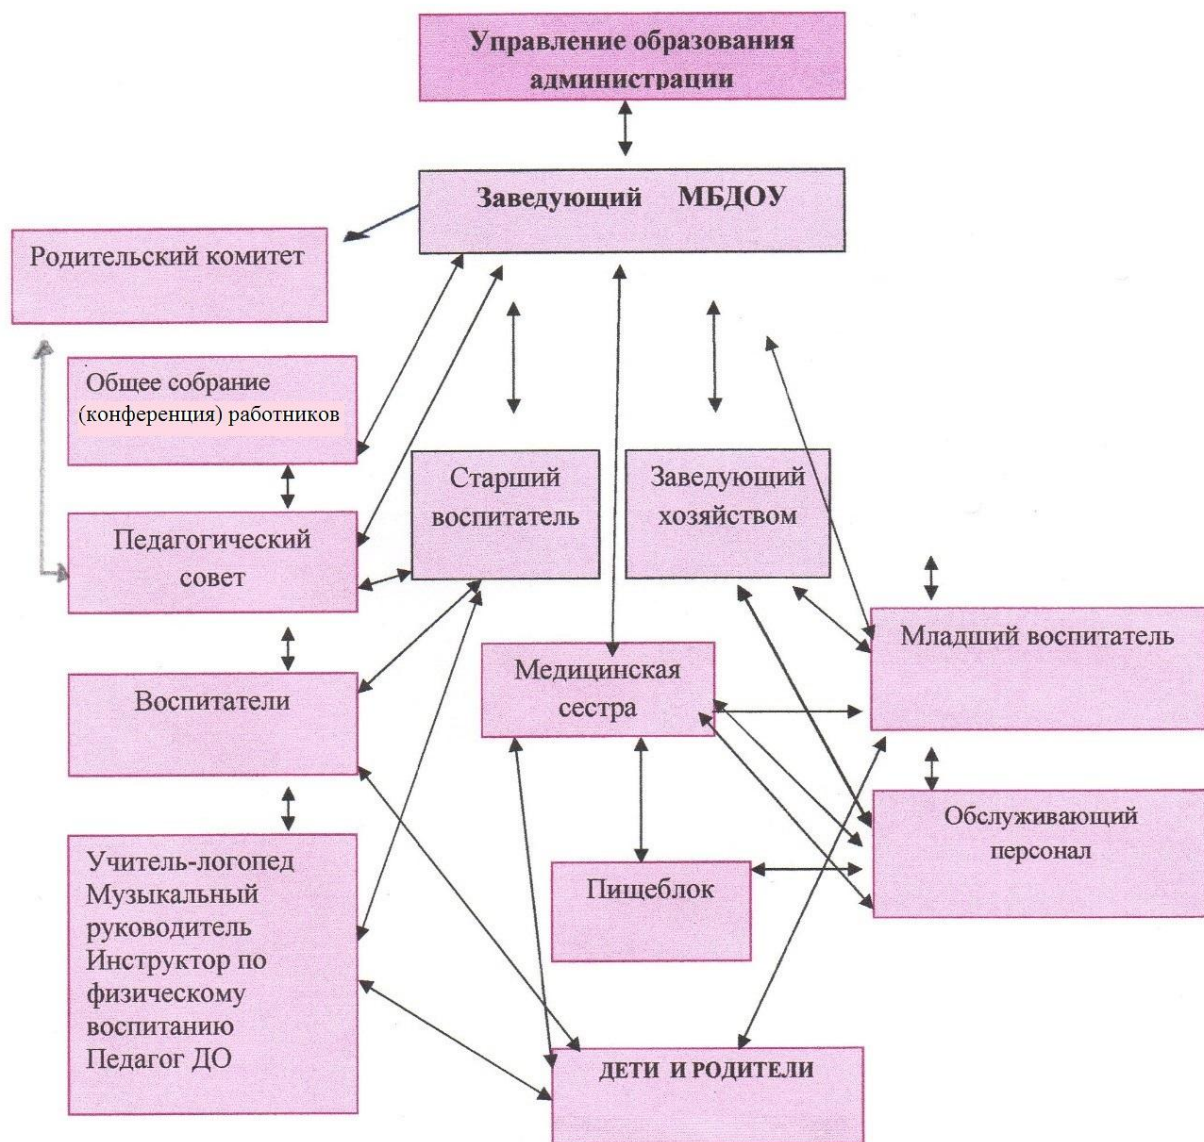 Управление образования
администрации
Заведующий МБДОУ
Родительский комитет
Общее собрание
(конференция) работников
Старший
воспитатель
Заведующий
хозяйством
Педагогический
совет
Младший воспитатель
Медицинская
сестра
Воспитатели
Обслуживающий
персонал
Учитель-логопед
Музыкальный
руководитель
Инструктор по
физическому
воспитанию
Педагог ДО
Пищеблок
ДЕТИ И РОДИТЕЛИ